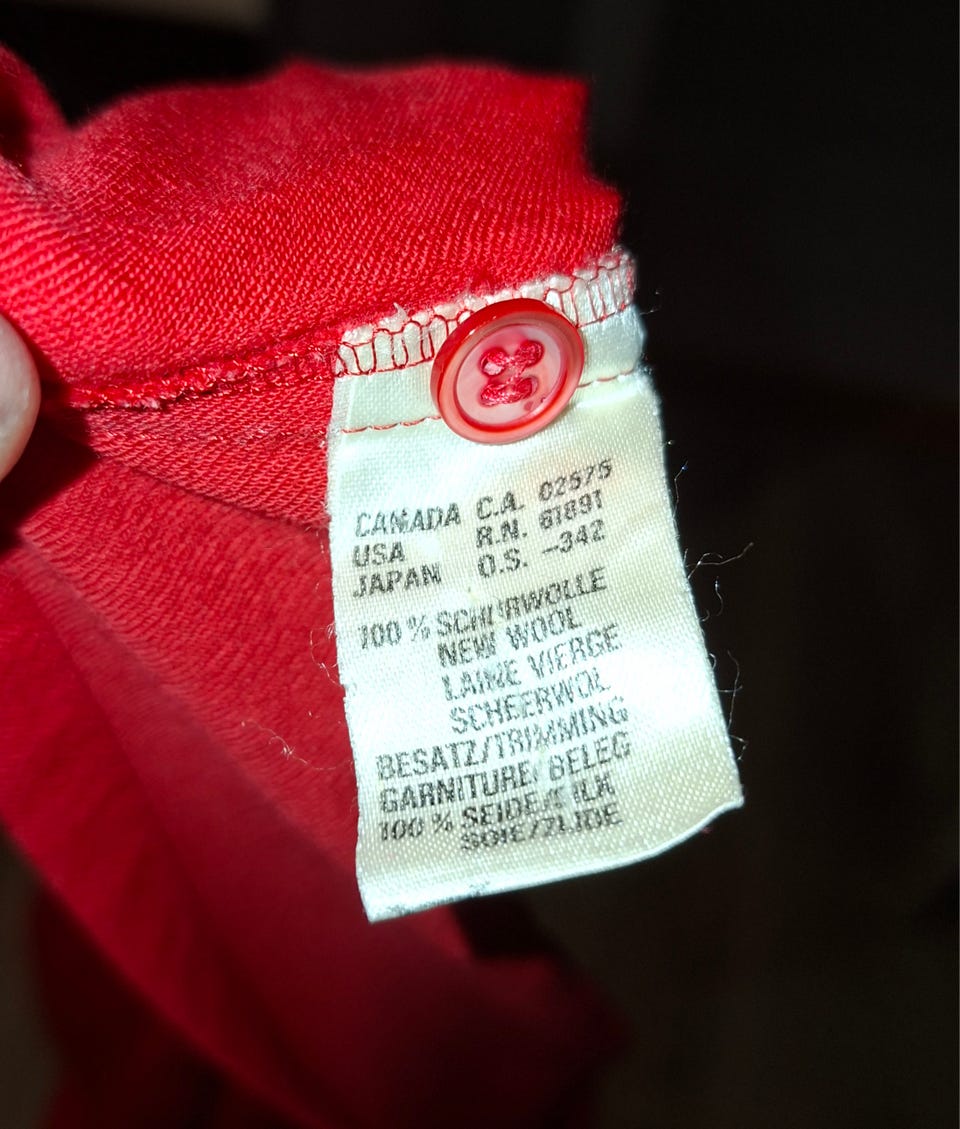 CANADA C.A. 02575
USA R.N. 61891
JAPAN O.S. -342
100 % SCHURWOLLE
NEW WOOL
LAINE VIERGE
SCHEERWOL
BESATZ/TRIMMING
GARNITURE/BELEG
100 % SEIDE/SILK
SOIE/ZIJDE